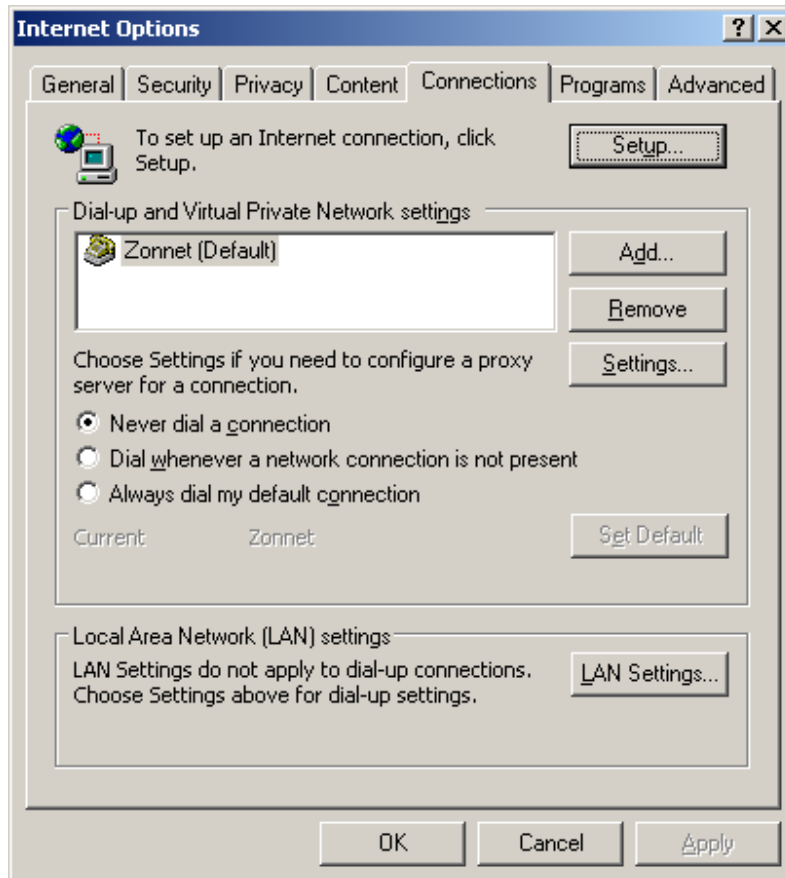 Internet Options
General Security Privacy Content Connections Programs Advanced
To set up an Internet connection, click
Setup.
Setup...
Dial-up and Virtual Private Network settings
Zonnet (Default)
Add...
Remove
Choose Settings if you need to configure a proxy
server for a connection.
Settings...
Never dial a connection
Dial whenever a network connection is not present
Always dial my default connection
Current Zonnet Set Default
Local Area Network (LAN) settings
LAN Settings do not apply to dial-up connections.
Choose Settings above for dial-up settings.
LAN Settings...
OK Cancel Apply